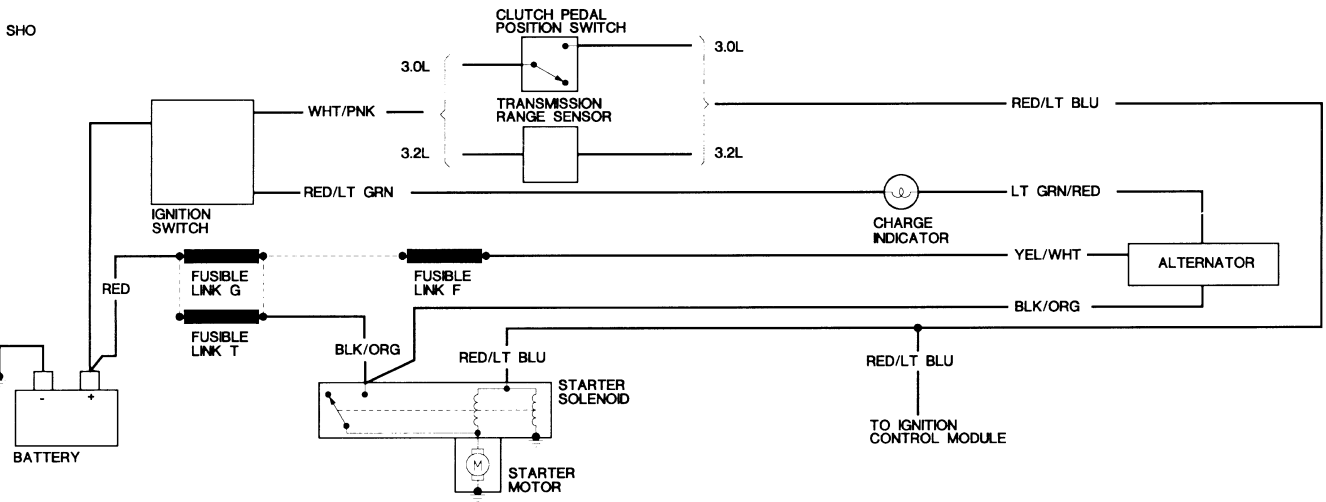 SHO
CLUTCH PEDAL
POSITION SWITCH
3.0L
3.0L
TRANSMISSION
RANGE SENSOR
WHT/PNK
RED/LT BLU
3.2L
3.2L
RED/LT GRN
LT GRN/RED
IGNITION
SWITCH
CHARGE
INDICATOR
YEL/WHT
ALTERNATOR
FUSIBLE
LINK G
FUSIBLE
LINK F
RED
BLK/ORG
FUSIBLE
LINK T
BLK/ORG
RED/LT BLU
RED/LT BLU
STARTER
SOLENOID
- +
TO IGNITION
CONTROL MODULE
BATTERY
M
STARTER
MOTOR